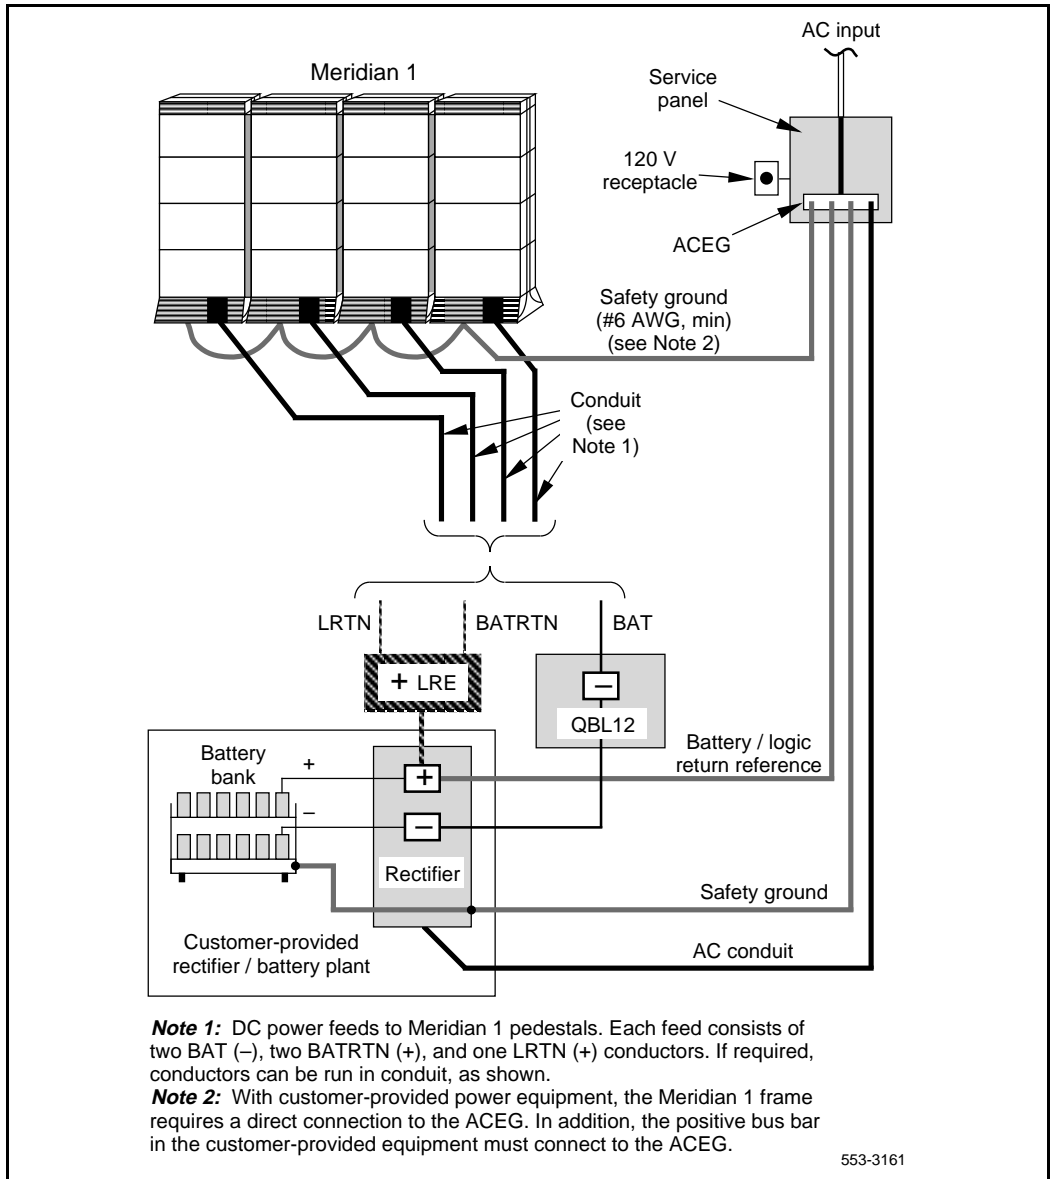 AC input
Meridian 1
Service
panel
120 V
receptacle
ACEG
Safety ground
(#6 AWG, min)
(see Note 2)
Conduit
(see
Note 1)
LRTN
BATRTN
BAT
+ LRE
–
QBL12
Battery / logic
return reference
Battery
bank
+
–
+
–
Rectifier
Safety ground
Customer-provided
rectifier / battery plant
AC conduit
Note 1: DC power feeds to Meridian 1 pedestals. Each feed consists of
two BAT (–), two BATRTN (+), and one LRTN (+) conductors. If required,
conductors can be run in conduit, as shown.
Note 2: With customer-provided power equipment, the Meridian 1 frame
requires a direct connection to the ACEG. In addition, the positive bus bar
in the customer-provided equipment must connect to the ACEG.
553-3161